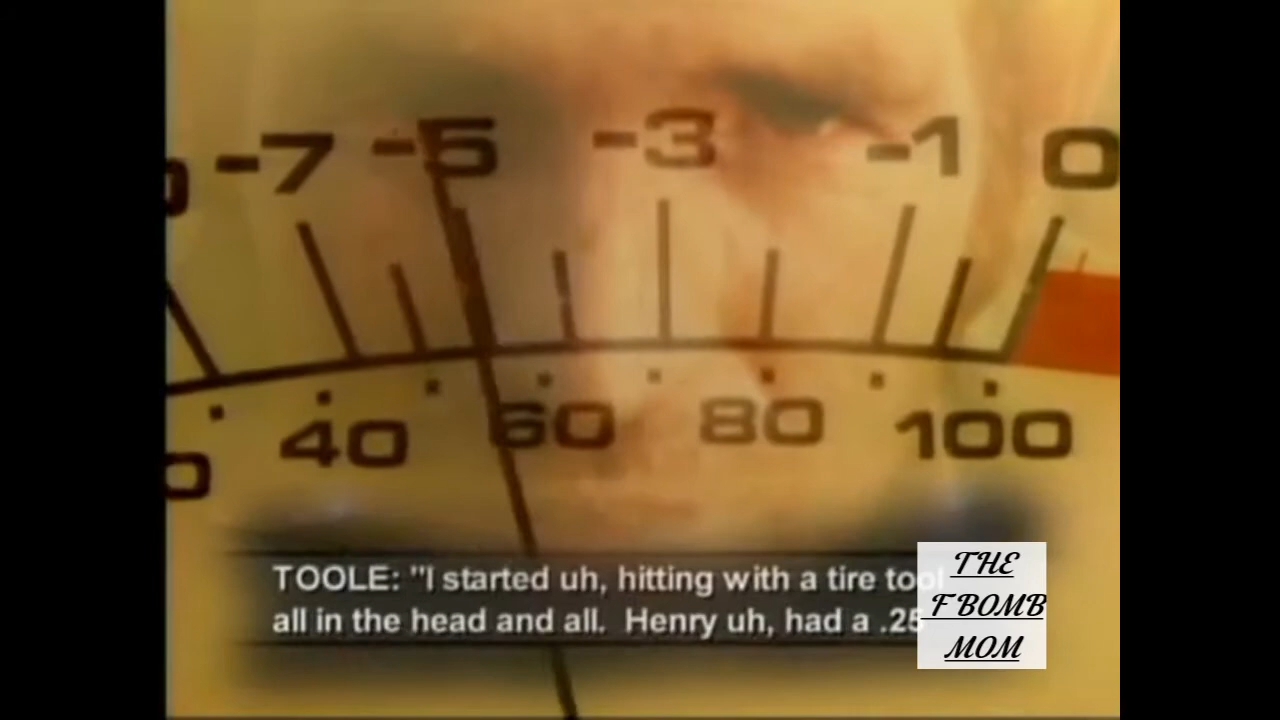 -7 -5 -3 -1 0
40 60 80 100
TOOLE: "I started uh, hitting with a tire tool
all in the head and all. Henry uh, had a .25
THE
F BOMB
MOM